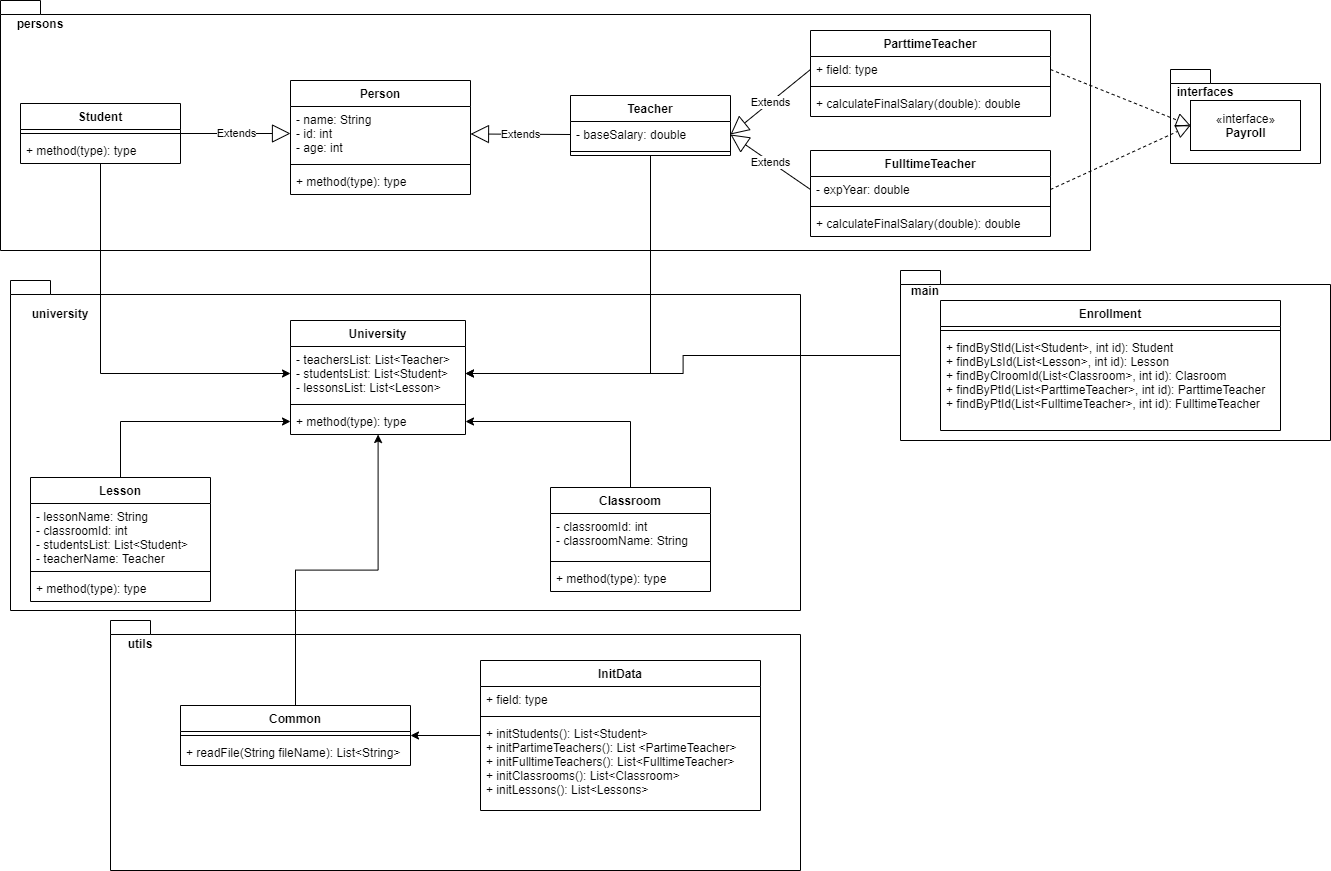 persons
Student
+ method(type): type
Extends
Person
- name: String
- id: int
- age: int
+ method(type): type
Extends
Teacher
- baseSalary: double
Extends
Extends
ParttimeTeacher
+ field: type
+ calculateFinalSalary(double): double
FulltimeTeacher
- expYear: double
+ calculateFinalSalary(double): double
interfaces
«interface»
Payroll
university
University
- teachersList: List<Teacher>
- studentsList: List<Student>
- lessonsList: List<Lesson>
+ method(type): type
Lesson
- lessonName: String
- classroomId: int
- studentsList: List<Student>
- teacherName: Teacher
+ method(type): type
Classroom
- classroomId: int
- classroomName: String
+ method(type): type
main
Enrollment
+ findByStId(List<Student>, int id): Student
+ findByLsId(List<Lesson>, int id): Lesson
+ findByClroomId(List<Classroom>, int id): Clasroom
+ findByPtId(List<ParttimeTeacher>, int id): ParttimeTeacher
+ findByPtId(List<FulltimeTeacher>, int id): FulltimeTeacher
utils
Common
+ readFile(String fileName): List<String>
InitData
+ field: type
+ initStudents(): List<Student>
+ initPartimeTeachers(): List <PartimeTeacher>
+ initFulltimeTeachers(): List<FulltimeTeacher>
+ initClassrooms(): List<Classroom>
+ initLessons(): List<Lessons>